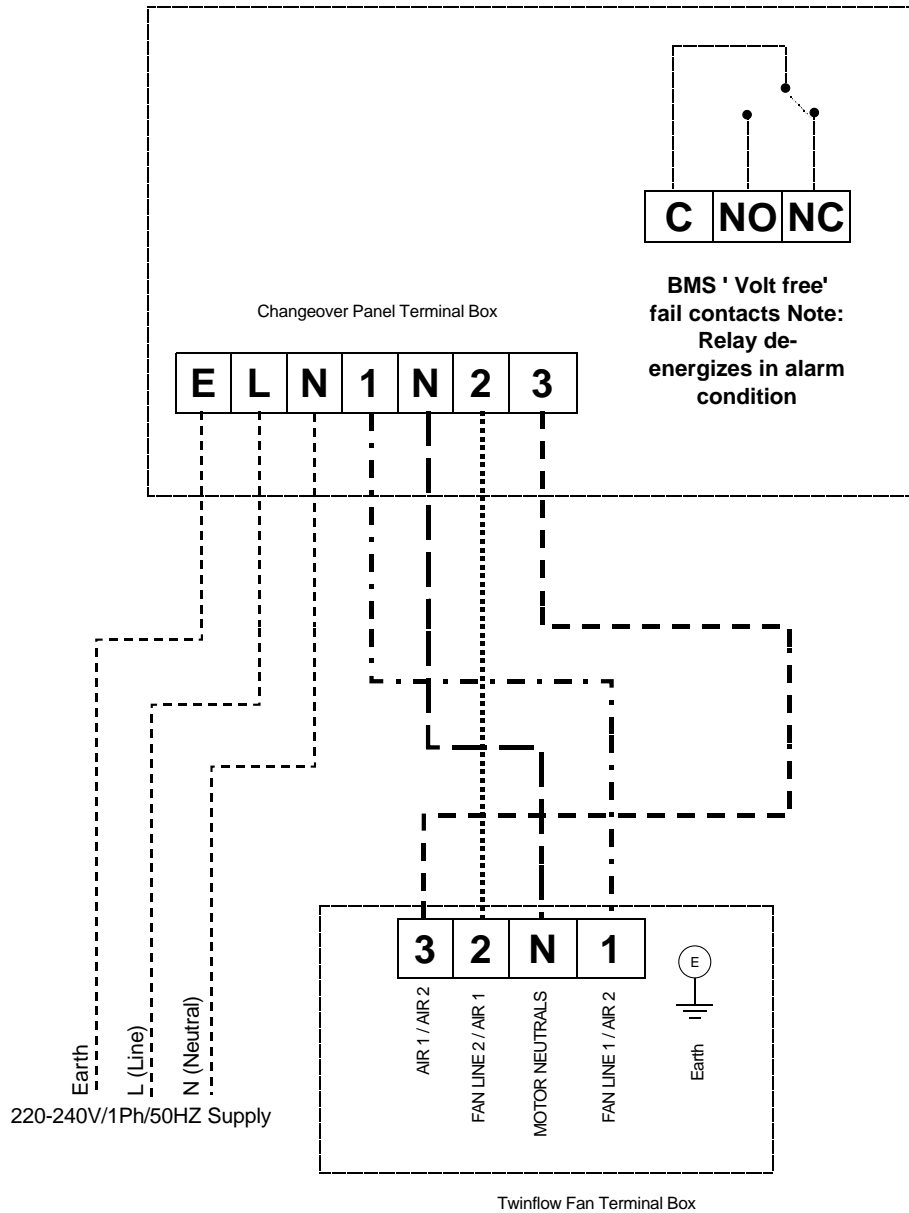 C NO NC
BMS ' Volt free'
fail contacts Note:
Relay de-
energizes in alarm
condition
Changeover Panel Terminal Box
E L N 1 N 2 3
Earth
L (Line)
N (Neutral)
220-240V/1Ph/50HZ Supply
3 2 N 1
E
AIR 1 / AIR 2
FAN LINE 2 / AIR 1
MOTOR NEUTRALS
FAN LINE 1 / AIR 2
Earth
Twinflow Fan Terminal Box